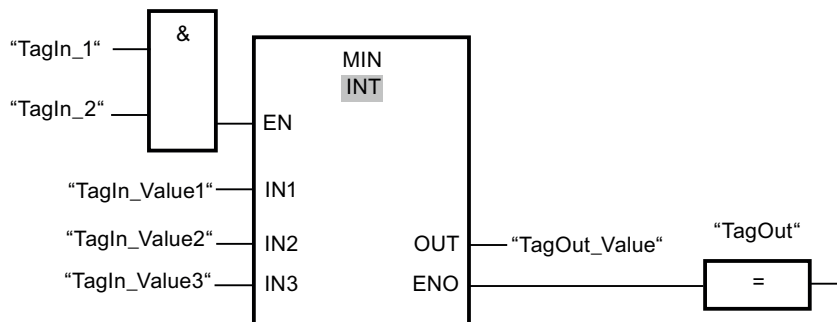 &
“TagIn_1“
“TagIn_2“
MIN
INT
EN
“TagIn_Value1“
IN1
“TagIn_Value2“
IN2
OUT
“TagOut_Value“
“TagIn_Value3“
IN3
ENO
“TagOut“
=